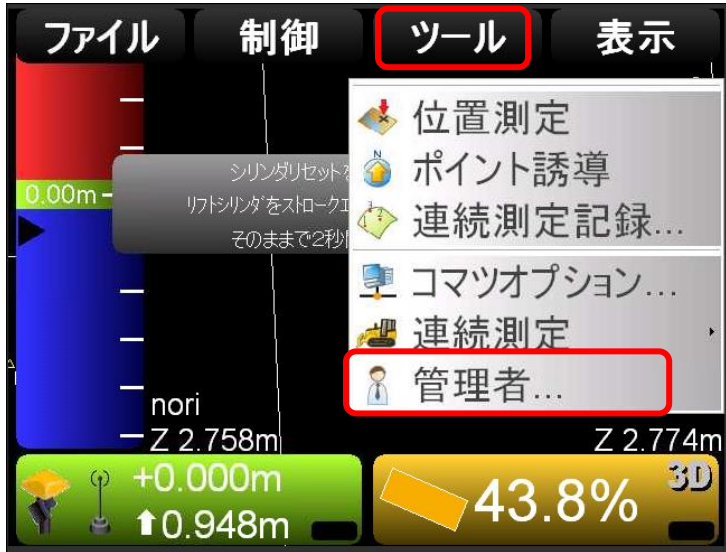 ファイル 制御 ツール 表示
位置測定
ポイント誘導
連続測定記録...
コマツオプション...
連続測定
管理者...
シリンダリセットを
リフトシリンダをストロークエ
そのままで2秒
0.00m
nori
Z 2.758m
Z 2.774m
+0.000m
0.948m
43.8%
3D
N